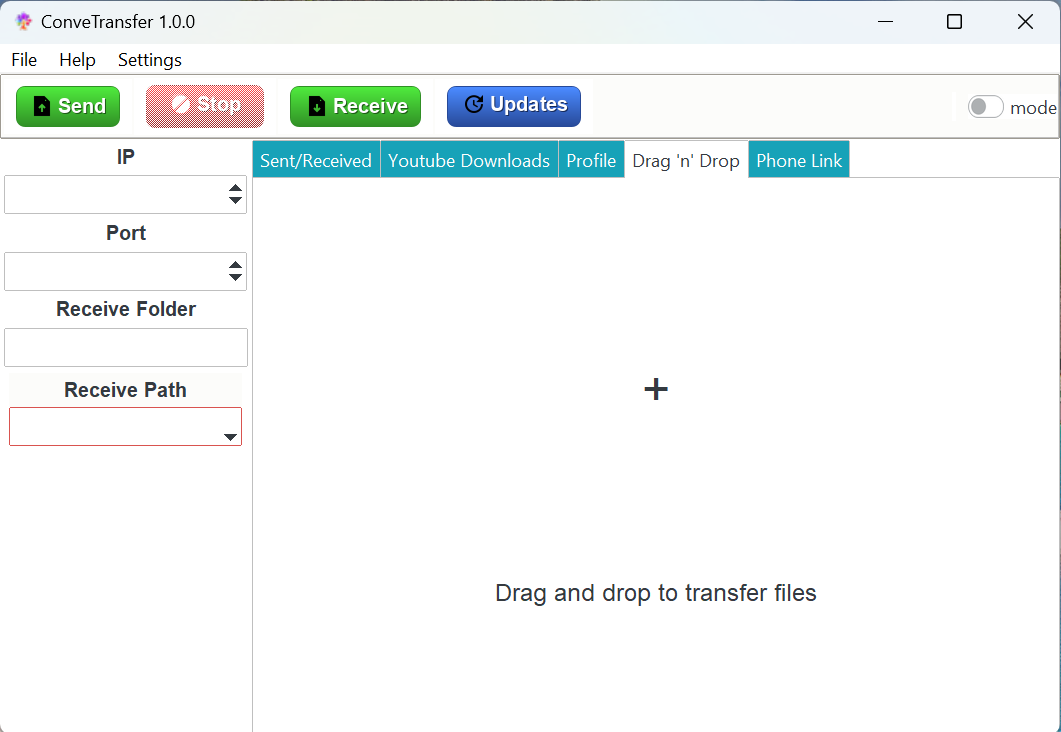 ConveTransfer 1.0.0
File Help Settings
Send Stop Receive Updates mode
IP
Port
Receive Folder
Receive Path
Sent/Received Youtube Downloads Profile Drag 'n' Drop Phone Link
+
Drag and drop to transfer files